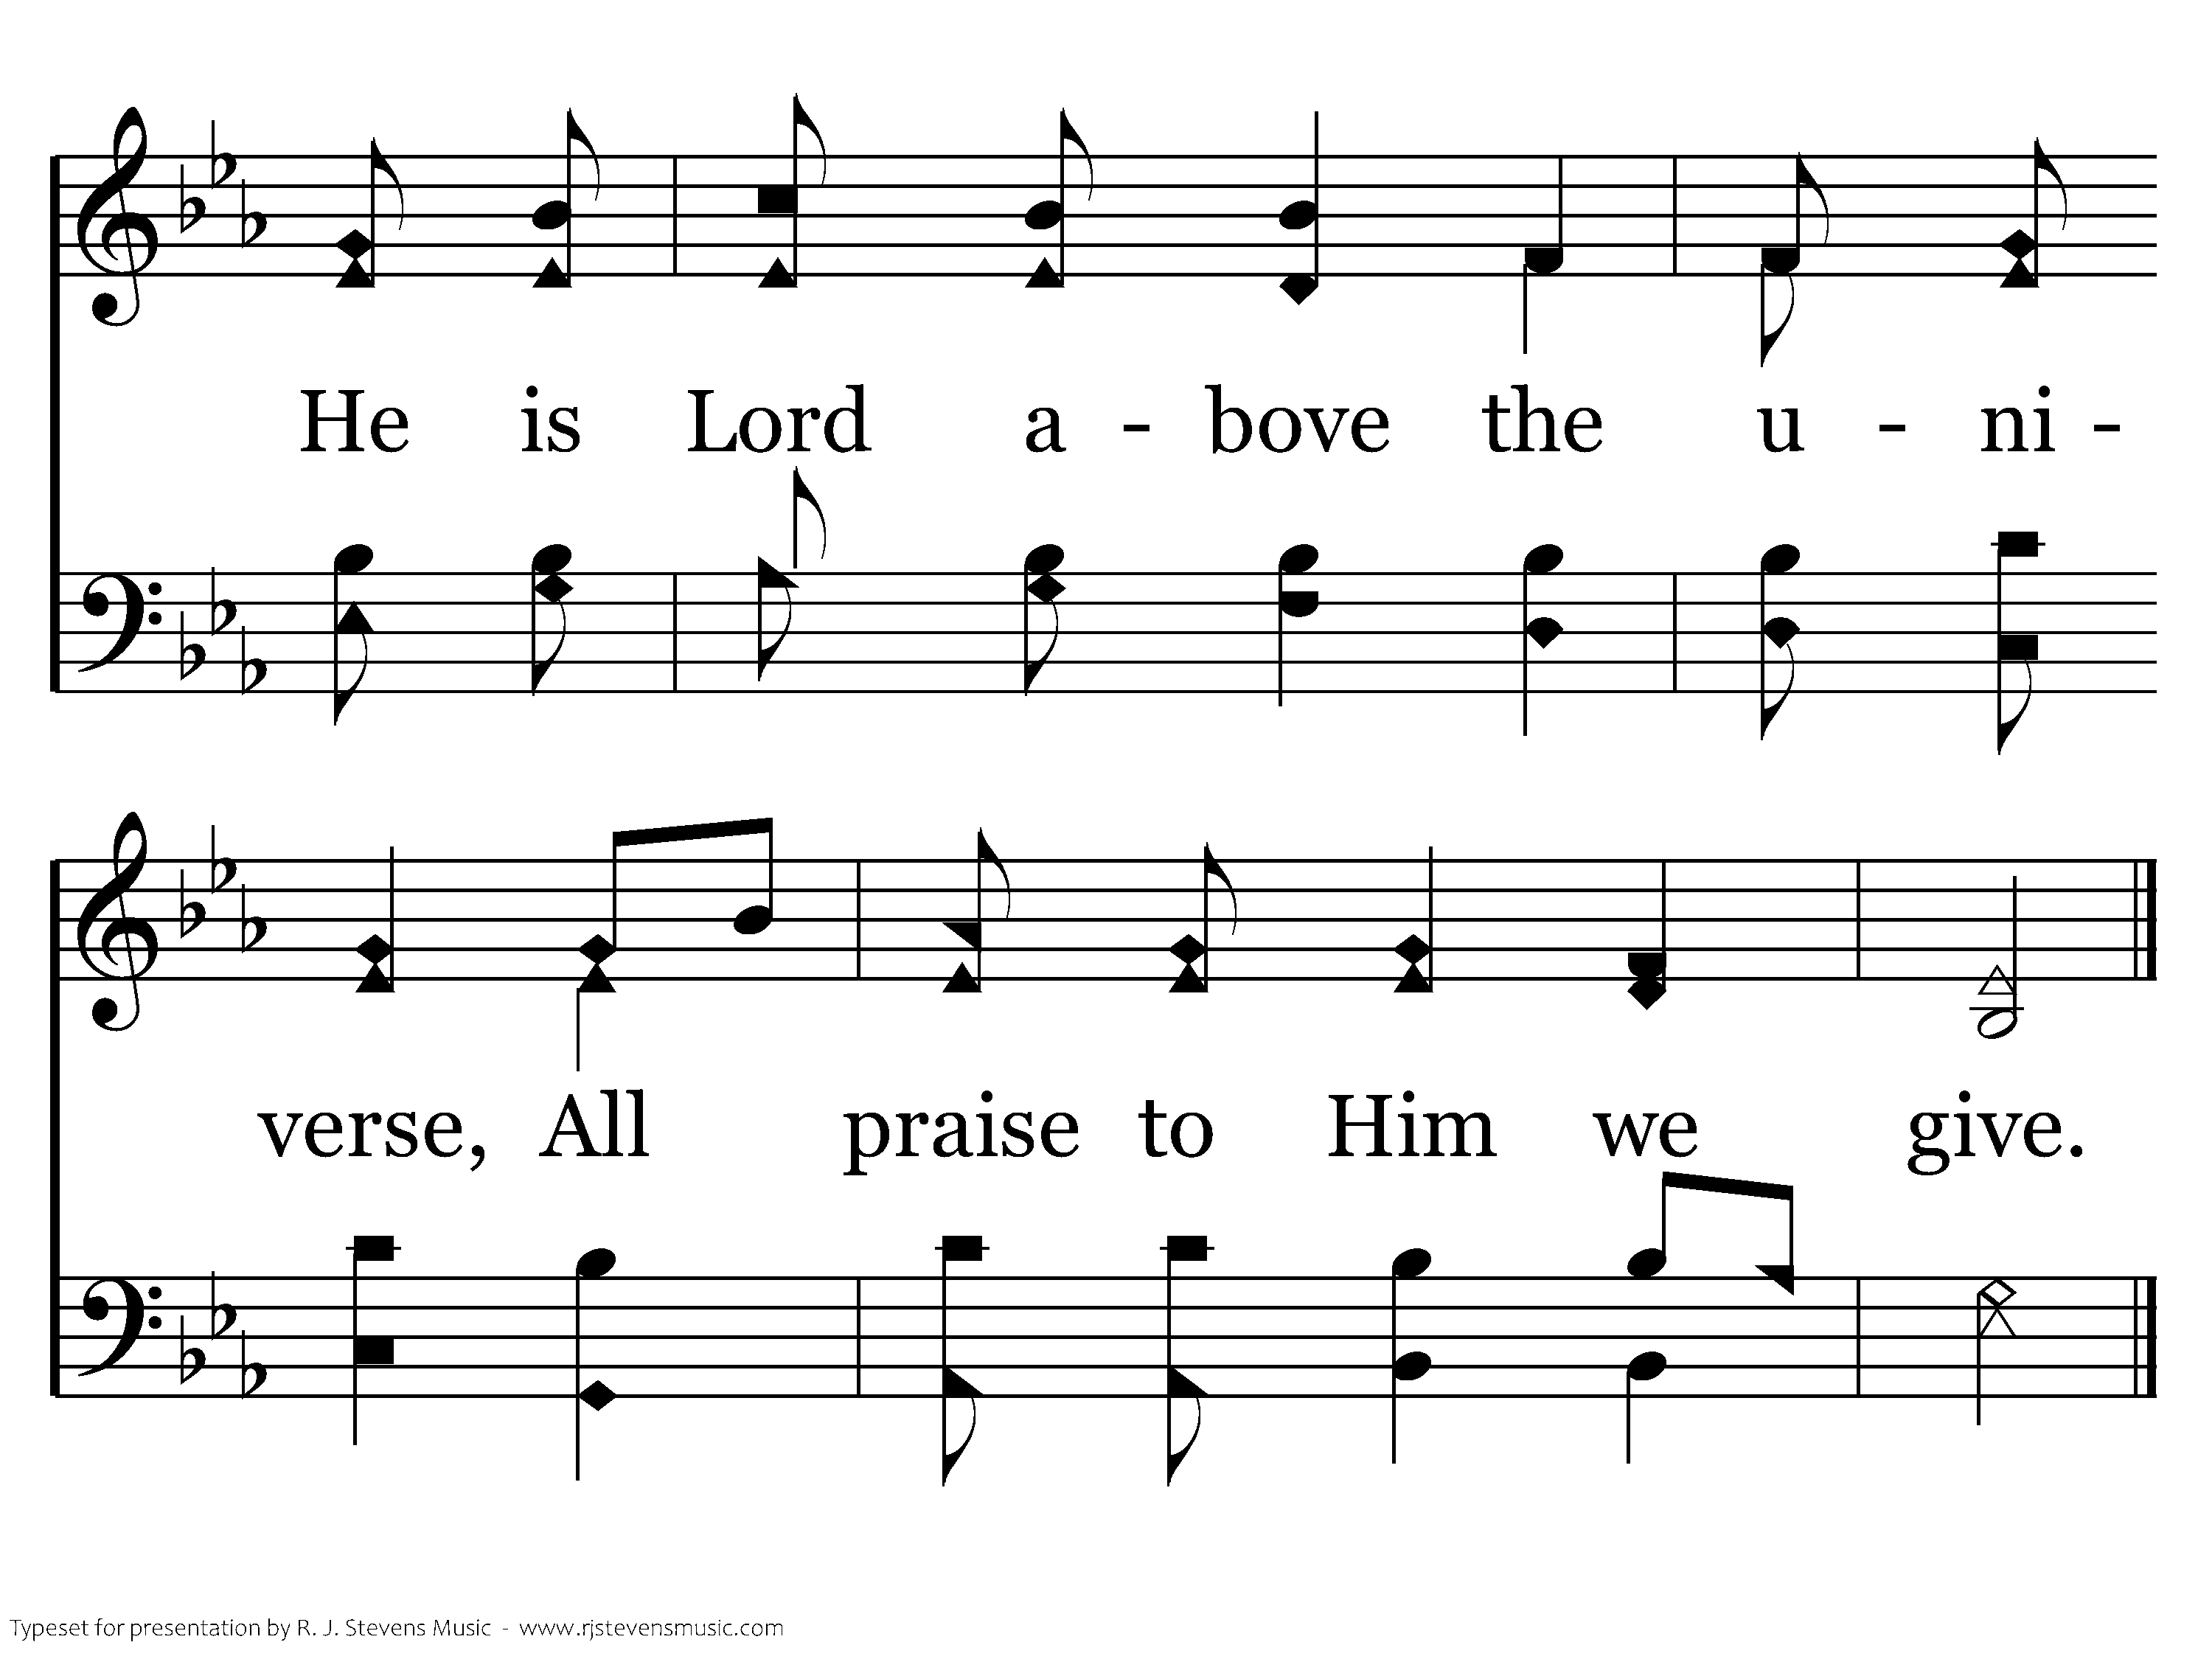 He is Lord a - bove the u - ni -
verse, All praise to Him we give.
Typeset for presentation by R. J. Stevens Music - www.rjstevensmusic.com